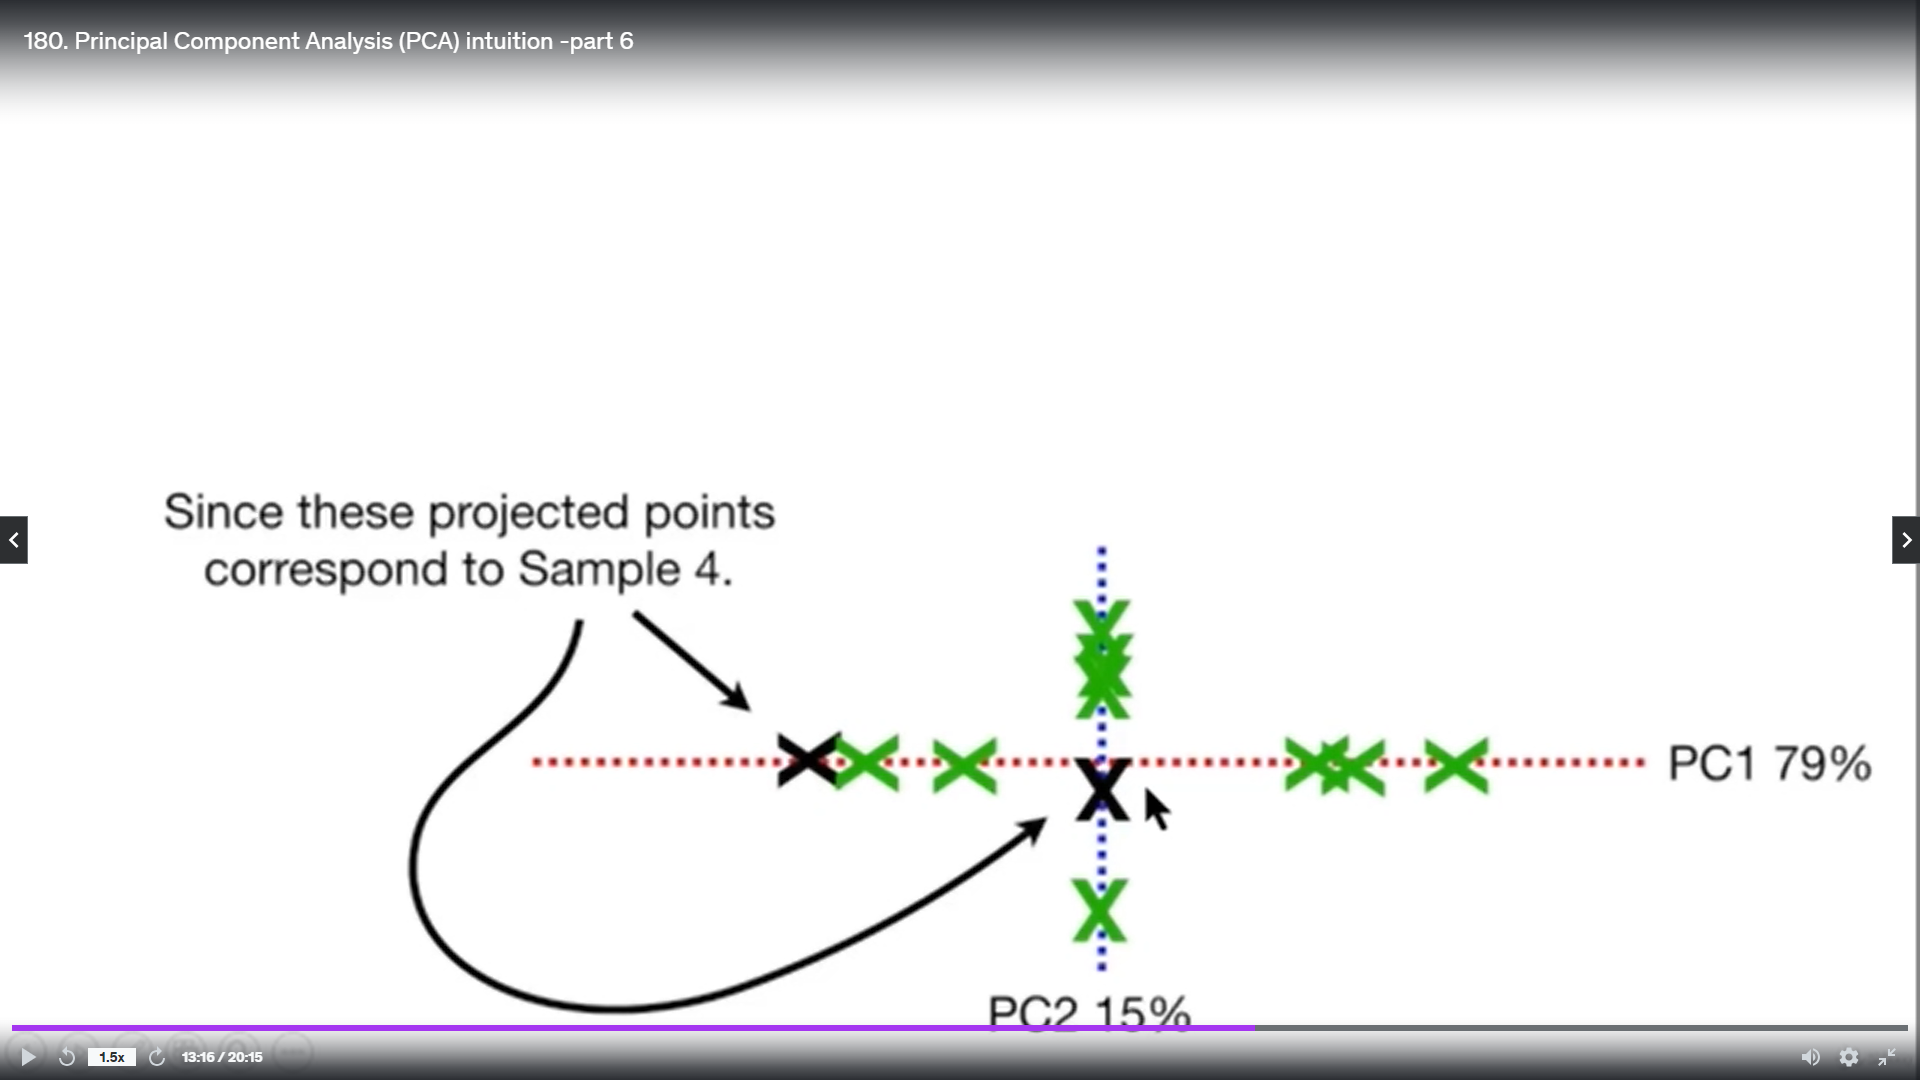 180. Principal Component Analysis (PCA) intuition -part 6
Since these projected points
correspond to Sample 4.
PC1 79%
PC2 15%
1.5x
13:16 / 20:15